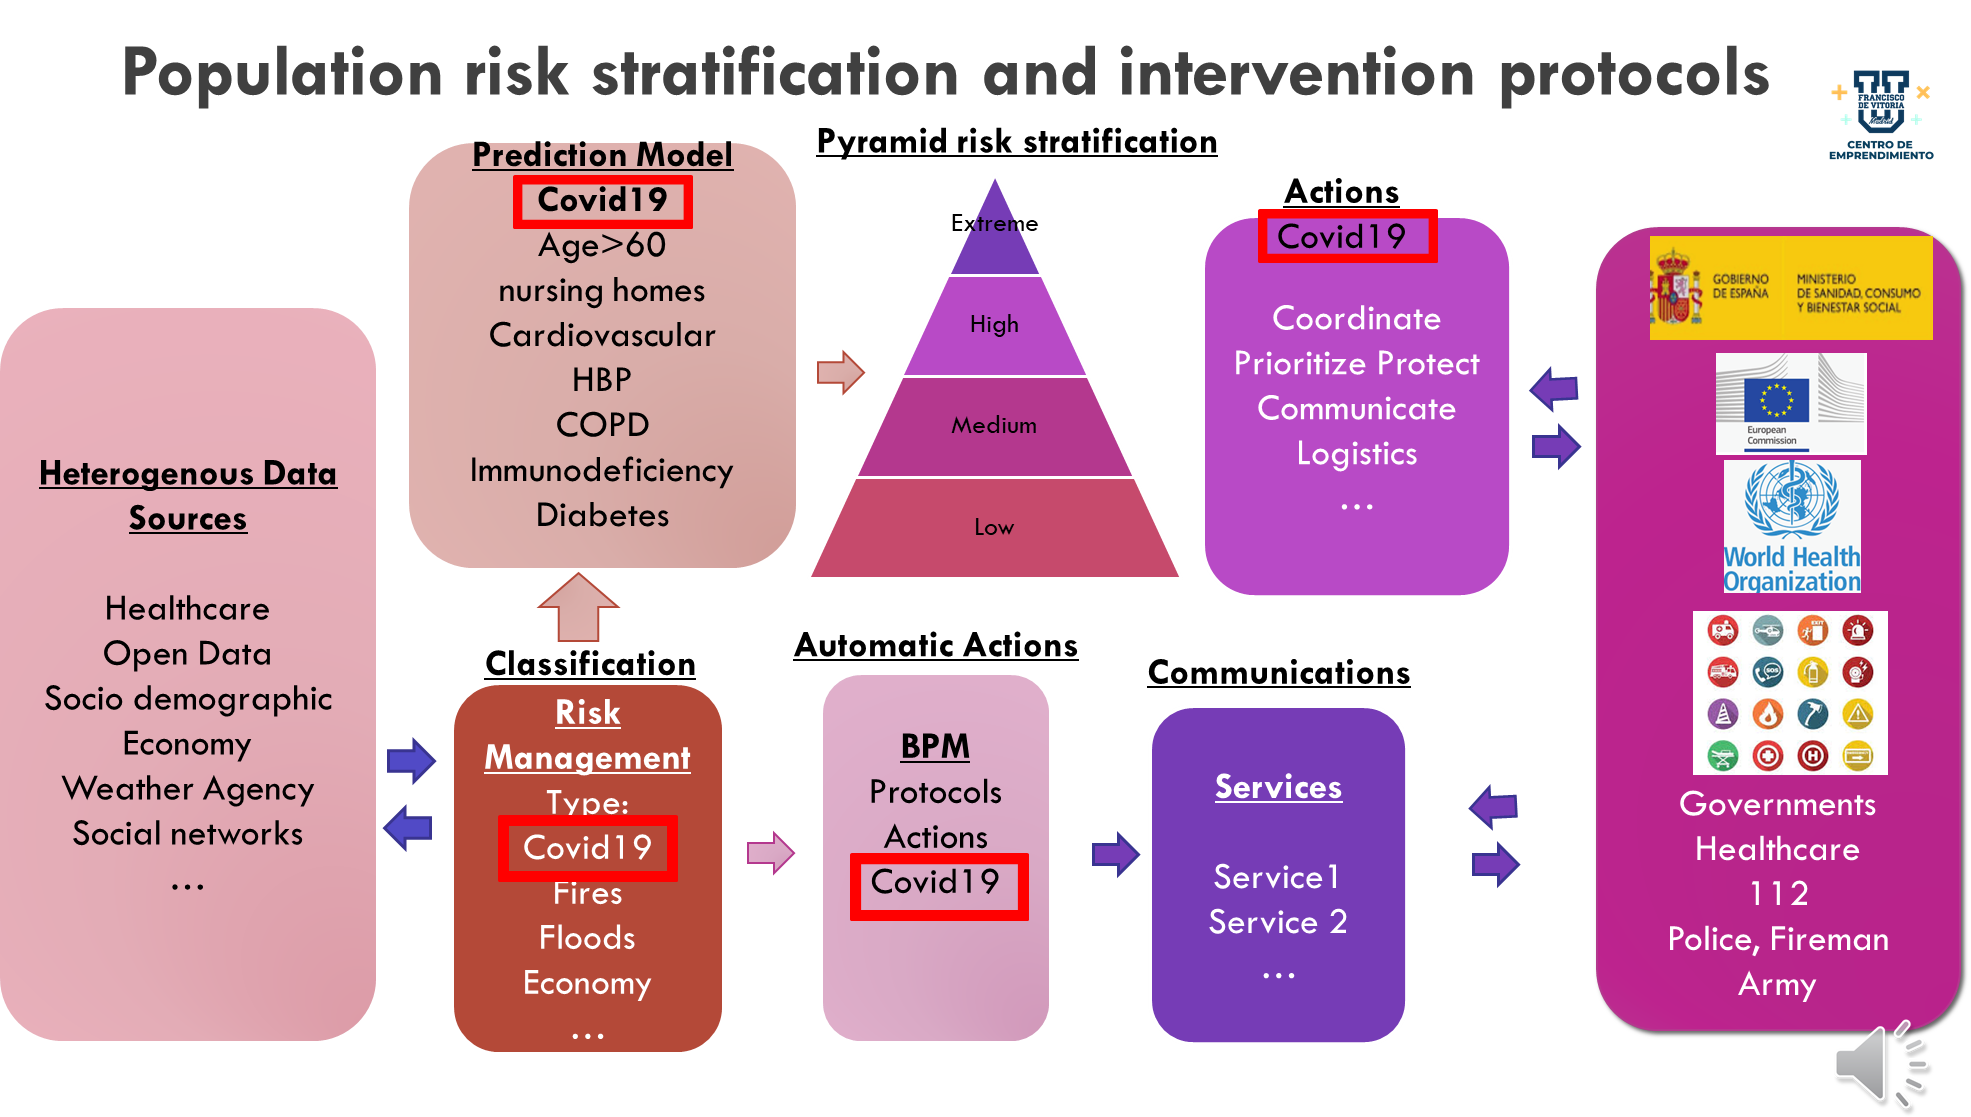 Population risk stratification and intervention protocols
FRANCISCO
DE VITORIA
Madrid
CENTRO DE
EMPRENDIMIENTO
Heterogenous Data
Sources
Healthcare
Open Data
Socio demographic
Economy
Weather Agency
Social networks
...
Prediction Model
Covid19
Age>60
nursing homes
Cardiovascular
HBP
COPD
Immunodeficiency
Diabetes
Classification
Risk
Management
Type:
Covid19
Fires
Floods
Economy
...
Pyramid risk stratification
Extreme
High
Medium
Low
Automatic Actions
BPM
Protocols
Actions
Covid19
Actions
Covid19
Coordinate
Prioritize Protect
Communicate
Logistics
...
Communications
Services
Service1
Service 2
...
GOBIERNO
DE ESPAÑA
MINISTERIO
DE SANIDAD, CONSUMO
Y BIENESTAR SOCIAL
European
Commission
World Health
Organization
EXIT
SOS
H
Governments
Healthcare
112
Police, Fireman
Army